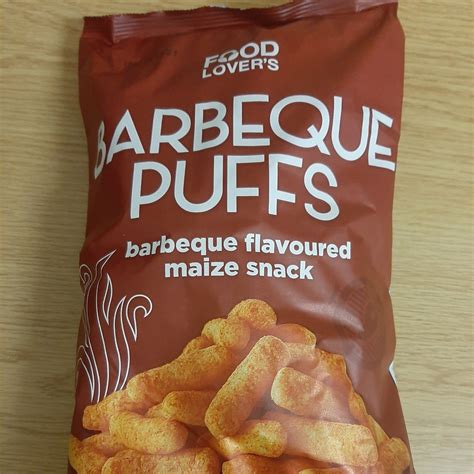 FOOD
LOVER'S
BARBEQUE
PUFFS
barbeque flavoured
maize snack